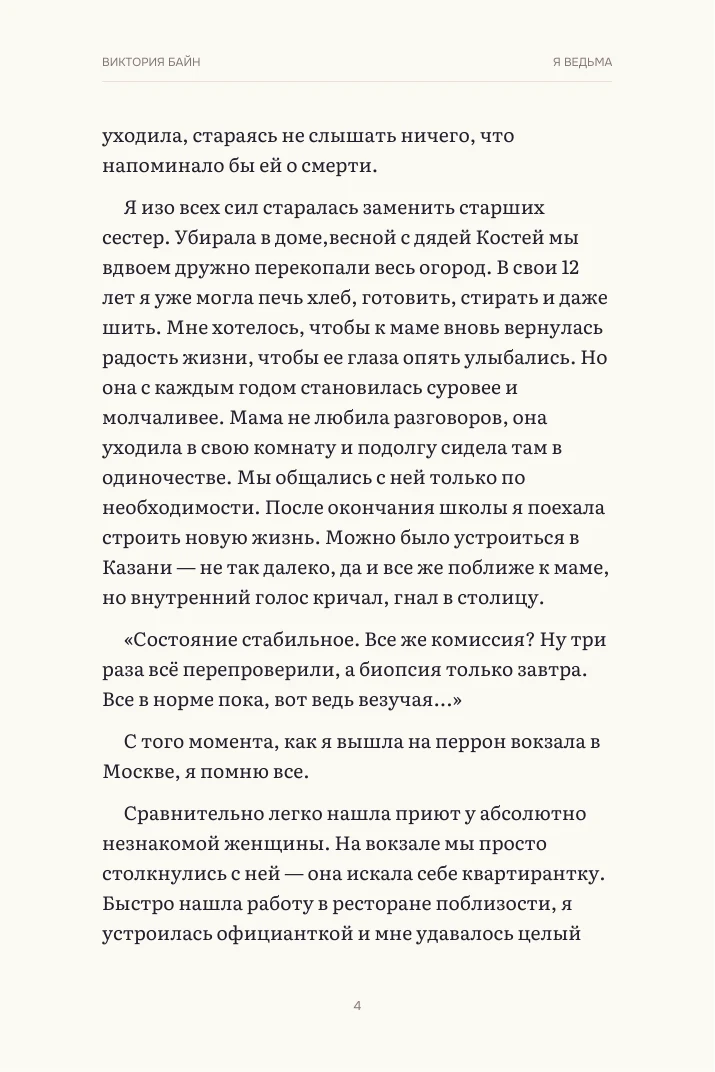 ВИКТОРИЯ БАЙН
Я ВЕДЬМА
уходила, стараясь не слышать ничего, что
напоминало бы ей о смерти.
Я изо всех сил старалась заменить старших
сестер. Убирала в доме,весной с дядей Костей мы
вдвоем дружно перекопали весь огород. В свои 12
лет я уже могла печь хлеб, готовить, стирать и даже
шить. Мне хотелось, чтобы к маме вновь вернулась
радость жизни, чтобы ее глаза опять улыбались. Но
она с каждым годом становилась суровее и
молчаливее. Мама не любила разговоров, она
уходила в свою комнату и подолгу сидела там в
одиночестве. Мы общались с ней только по
необходимости. После окончания школы я поехала
строить новую жизнь. Можно было устроиться в
Казани — не так далеко, да и все же поближе к маме,
но внутренний голос кричал, гнал в столицу.
«Состояние стабильное. Все же комиссия? Ну три
раза всё перепроверили, а биопсия только завтра.
Все в норме пока, вот ведь везучая…»
С того момента, как я вышла на перрон вокзала в
Москве, я помню все.
Сравнительно легко нашла приют у абсолютно
незнакомой женщины. На вокзале мы просто
столкнулись с ней — она искала себе квартирантку.
Быстро нашла работу в ресторане поблизости, я
устроилась официанткой и мне удавалось целый
4